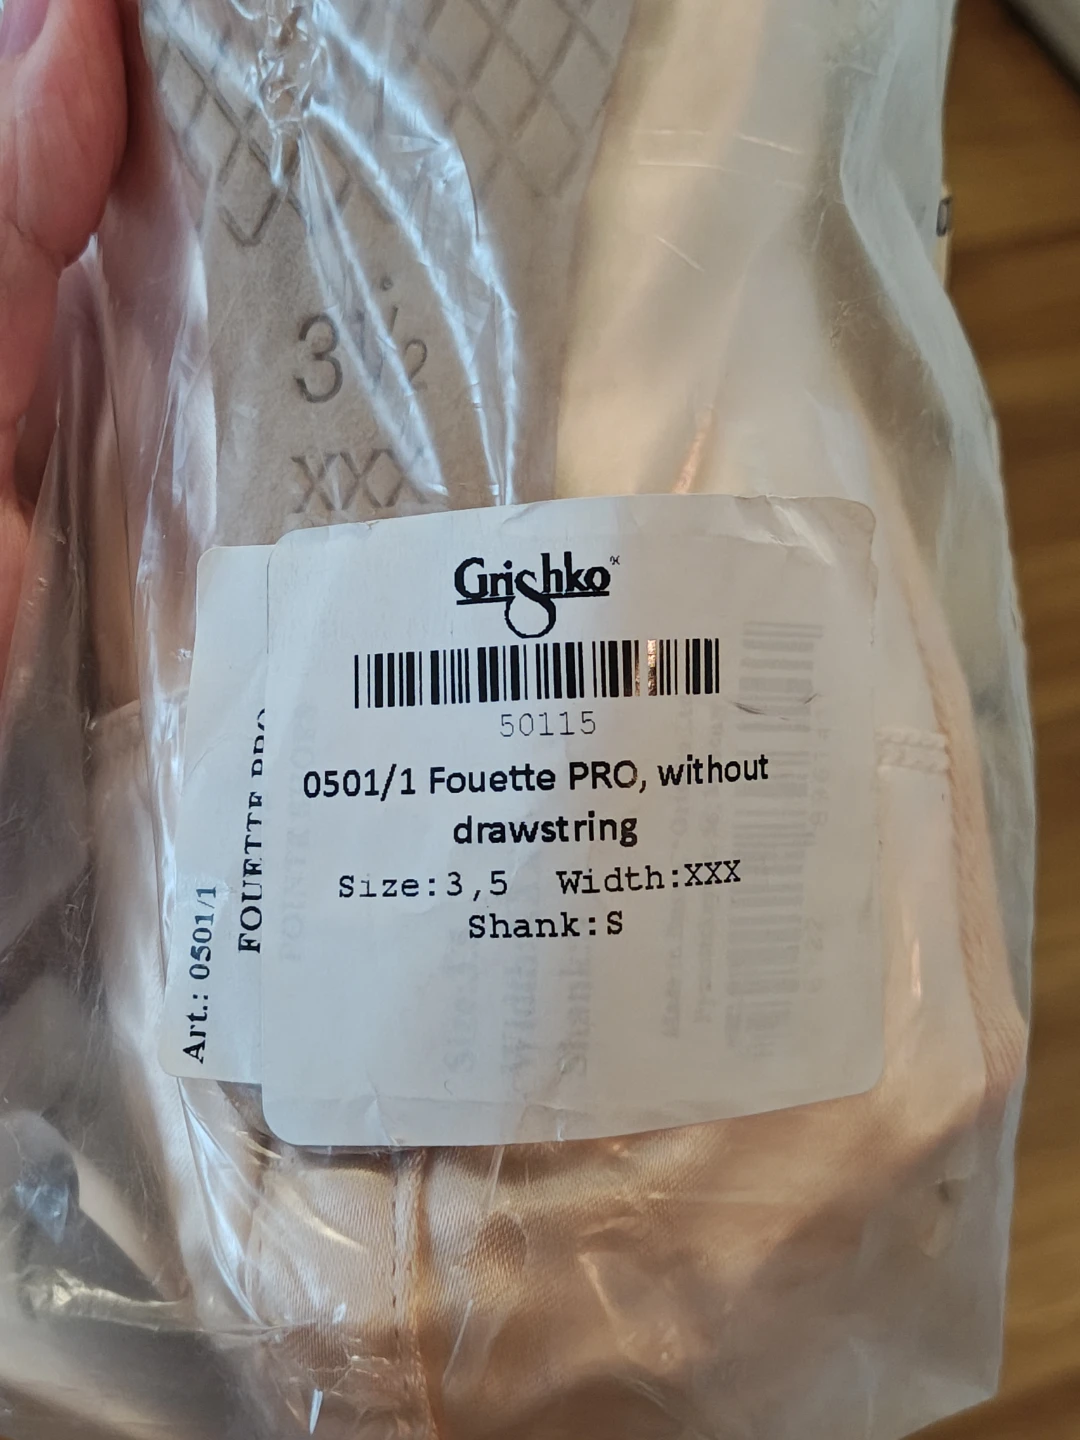 3½
XXX
Grishko
50115
0501/1 Fouette PRO, without
drawstring
Size:3,5 Width:XXX
Shank:S
Art.: 0501/1
FOUETTE PRO